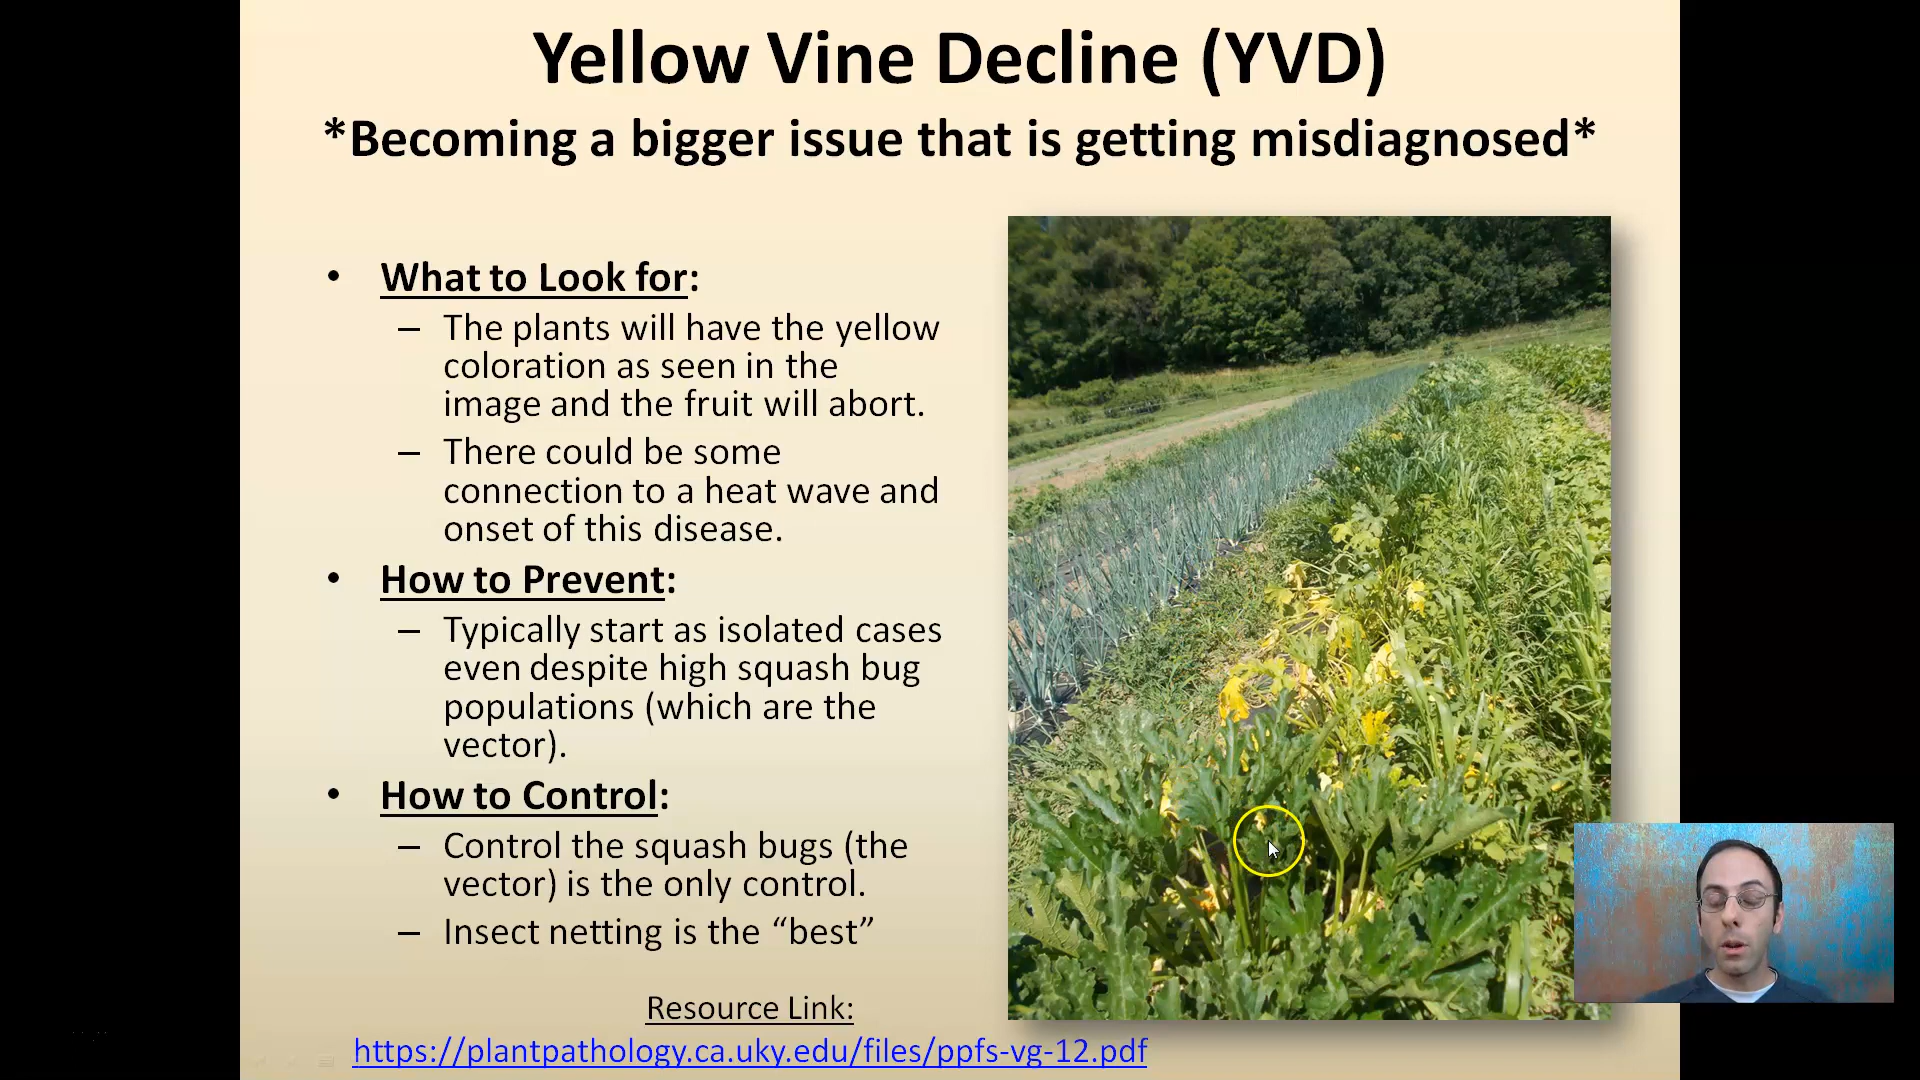 Yellow Vine Decline (YVD)
*Becoming a bigger issue that is getting misdiagnosed*
• What to Look for:
– The plants will have the yellow
coloration as seen in the
image and the fruit will abort.
– There could be some
connection to a heat wave and
onset of this disease.
• How to Prevent:
– Typically start as isolated cases
even despite high squash bug
populations (which are the
vector).
• How to Control:
– Control the squash bugs (the
vector) is the only control.
– Insect netting is the “best”
Resource Link:
https://plantpathology.ca.uky.edu/files/ppfs-vg-12.pdf